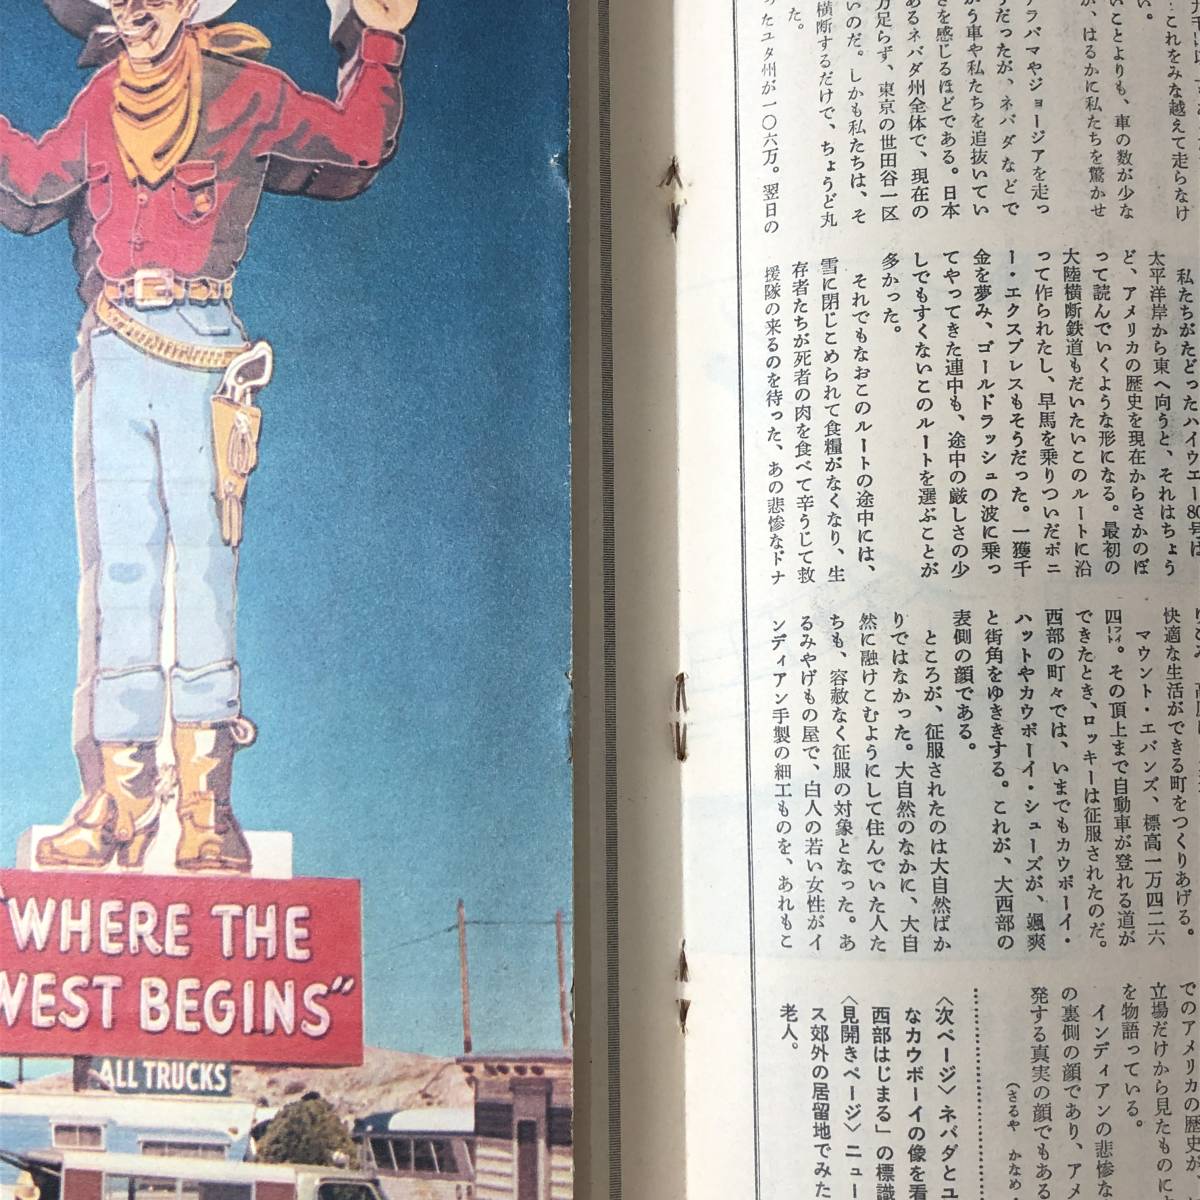 …これをみな越えて走らなけ
い。
いことよりも、車の数が少な
が、はるかに私たちを驚かせ
アラバマやジョージアを走っ
だったが、ネバダなどで
がう車や私たちを追抜いてい
さを感じるほどである。日本
あるネバダ州全体で、現在の
万足らず、東京の世田谷一区
いのだ。しかも私たちは、そ
横断するだけで、ちょうど丸
た。
ったユタ州が一〇六万。翌日の
私たちがたどったハイウエー80号は
太平洋岸から東へ向うと、それはちょう
ど、アメリカの歴史を現在からさかのぼ
って読んでいくような形になる。最初の
大陸横断鉄道もだいたいこのルートに沿
って作られたし、早馬を乗りついだポニ
ー・エクスプレスもそうだった。一獲千
金を夢み、ゴールドラッシュの波に乗っ
てやってきた連中も、途中の厳しさの少
しでもすくないこのルートを選ぶことが
多かった。
それでもなおこのルートの途中には、
雪に閉じこめられて食糧がなくなり、生
存者たちが死者の肉を食べて辛うじて救
援隊の来るのを待った、あの悲惨なドナ
快適な生活ができる町をつくりあげる。
マウント・エバンズ、標高一万四二六
四フィート。その頂上まで自動車が登れる道が
できたとき、ロッキーは征服されたのだ。
西部の町々では、いまでもカウボーイ・
ハットやカウボーイ・シューズが、颯爽
と街角をゆききする。これが、大西部の
表側の顔である。
ところが、征服されたのは大自然ばか
りではなかった。大自然のなかに、大自
然に融けこむようにして住んでいた人た
ちも、容赦なく征服の対象となった。あ
るみやげもの屋で、白人の若い女性がイ
ンディアン手製の細工ものを、あれもこ
でのアメリカの歴史が
立場だけから見たものに
を物語っている。
インディアンの悲惨な
の裏側の顔であり、アメ
発する真実の顔でもある
(さるや かなめ
〈次ページ〉ネバダとユ
なカウボーイの像を看
西部はじまる」の標識
〈見開きページ〉ニュー
ス郊外の居留地でみた
老人。
"WHERE THE
WEST BEGINS"
ALL TRUCKS